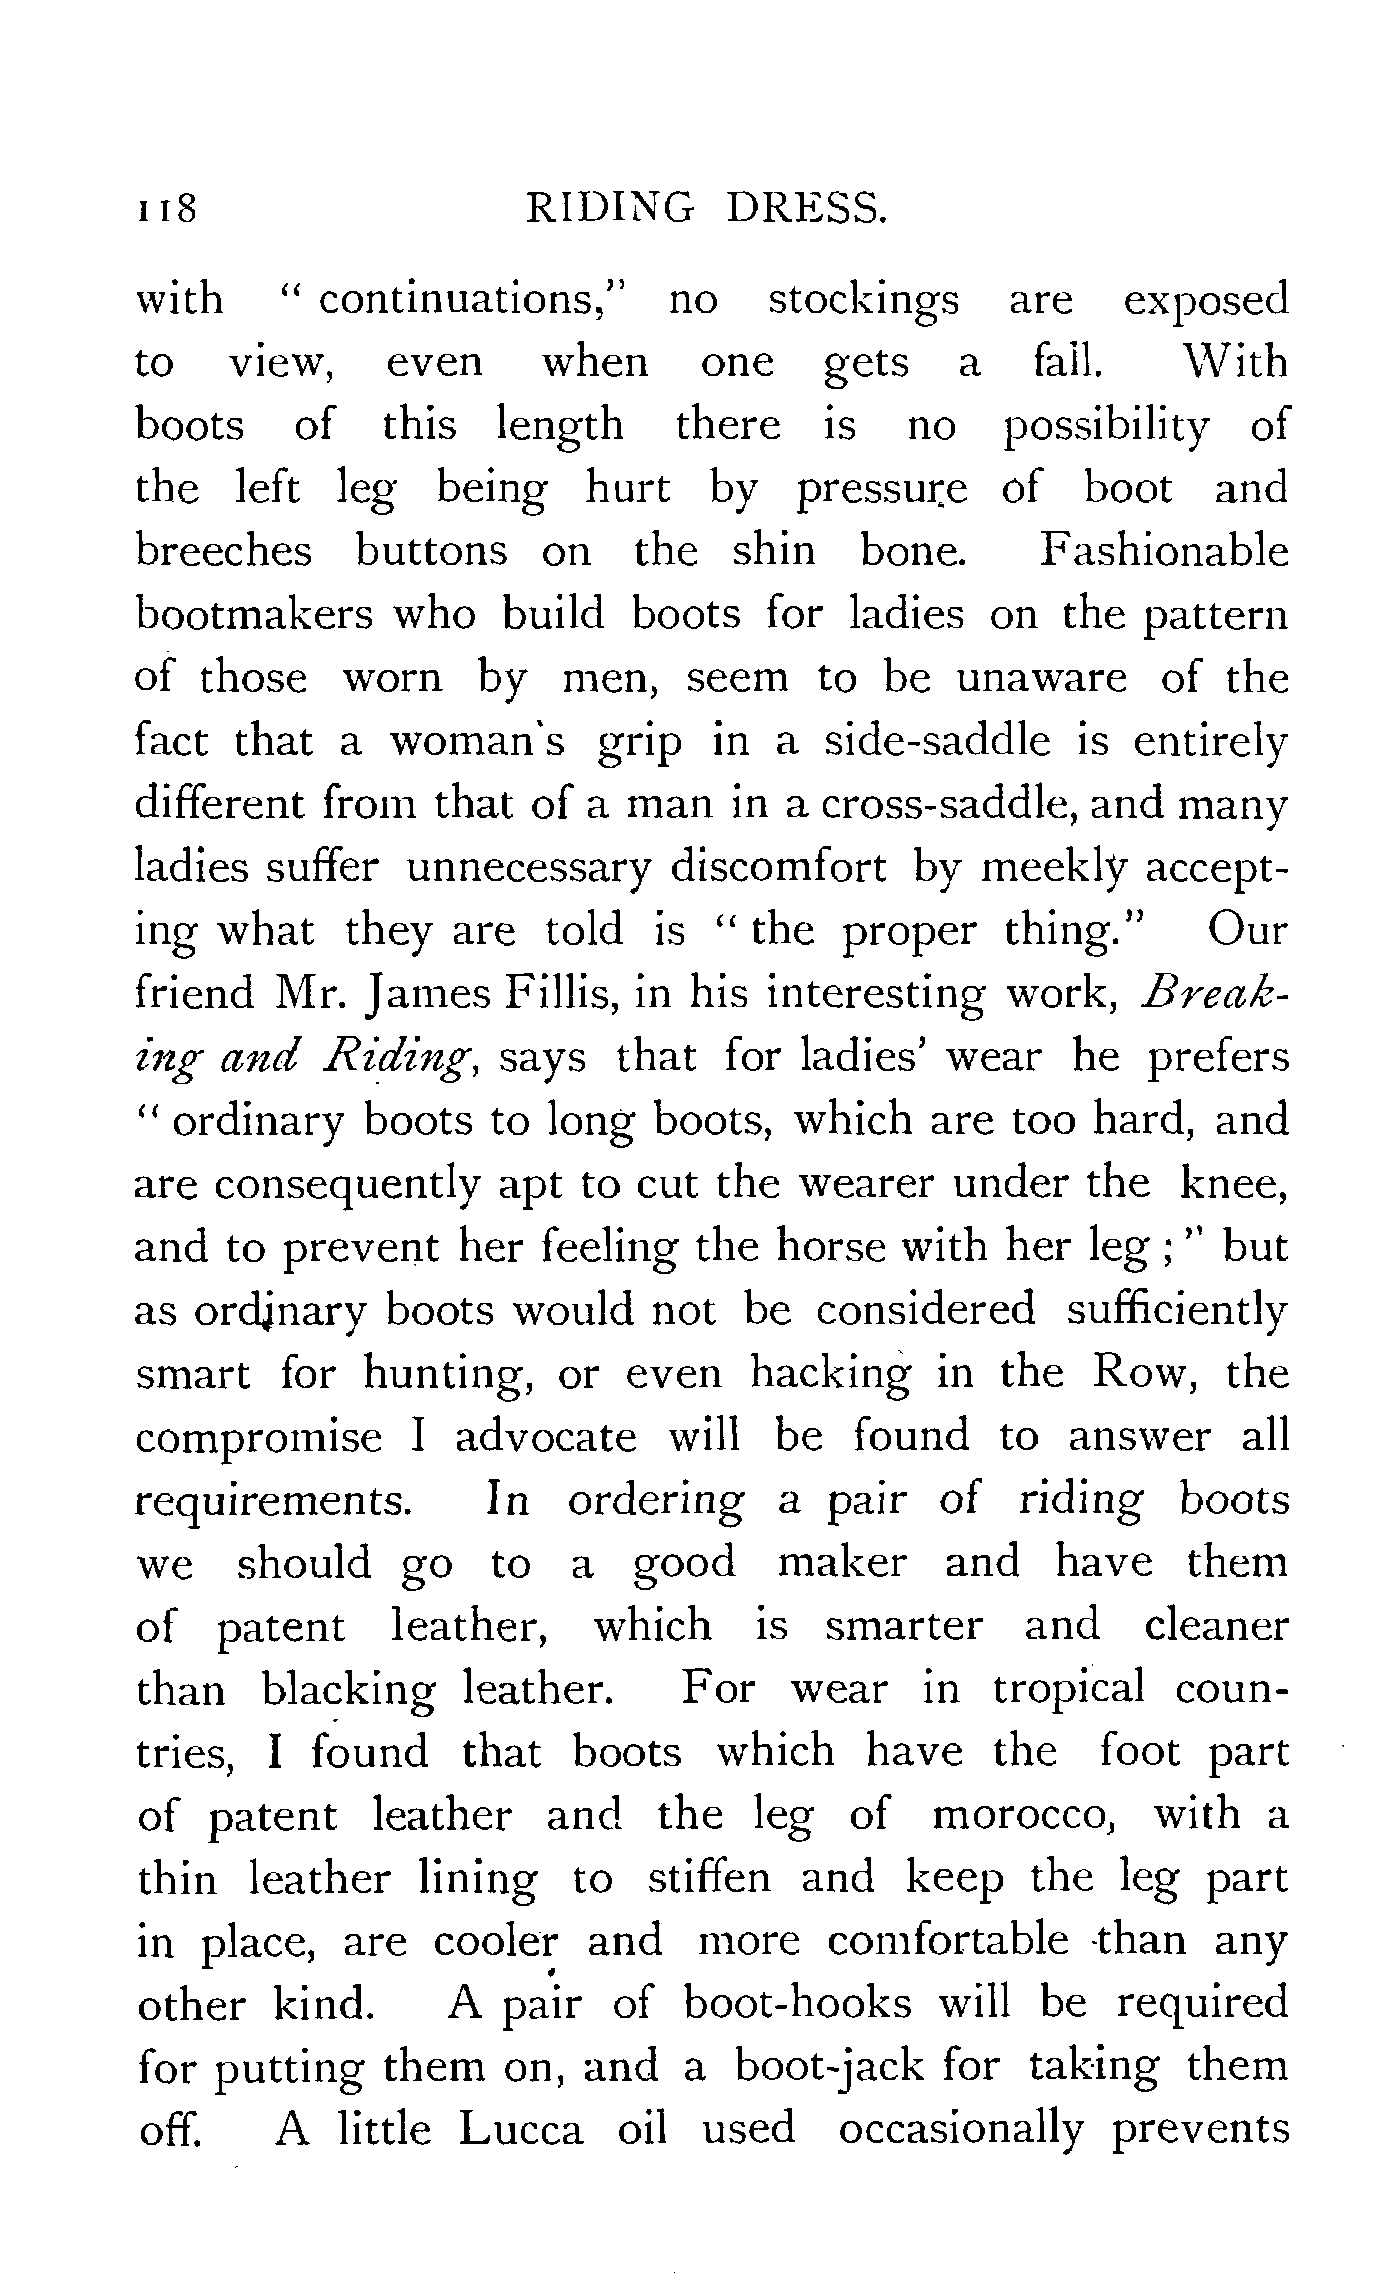 118 RIDING DRESS.
with " continuations," no stockings are exposed
to view, even when one gets a fall. With
boots of this length there is no possibility of
the left leg being hurt by pressure of boot and
breeches buttons on the shin bone. Fashionable
bootmakers who build boots for ladies on the pattern
of those worn by men, seem to be unaware of the
fact that a woman's grip in a side-saddle is entirely
different from that of a man in a cross-saddle, and many
ladies suffer unnecessary discomfort by meekly accept-
ing what they are told is " the proper thing." Our
friend Mr. James Fillis, in his interesting work, Break-
ing and Riding, says that for ladies' wear he prefers
" ordinary boots to long boots, which are too hard, and
are consequently apt to cut the wearer under the knee,
and to prevent her feeling the horse with her leg ; " but
as ordinary boots would not be considered sufficiently
smart for hunting, or even hacking in the Row, the
compromise I advocate will be found to answer all
requirements. In ordering a pair of riding boots
we should go to a good maker and have them
of patent leather, which is smarter and cleaner
than blacking leather. For wear in tropical coun-
tries, I found that boots which have the foot part
of patent leather and the leg of morocco, with a
thin leather lining to stiffen and keep the leg part
in place, are cooler and more comfortable than any
other kind. A pair of boot-hooks will be required
for putting them on, and a boot-jack for taking them
off. A little Lucca oil used occasionally prevents